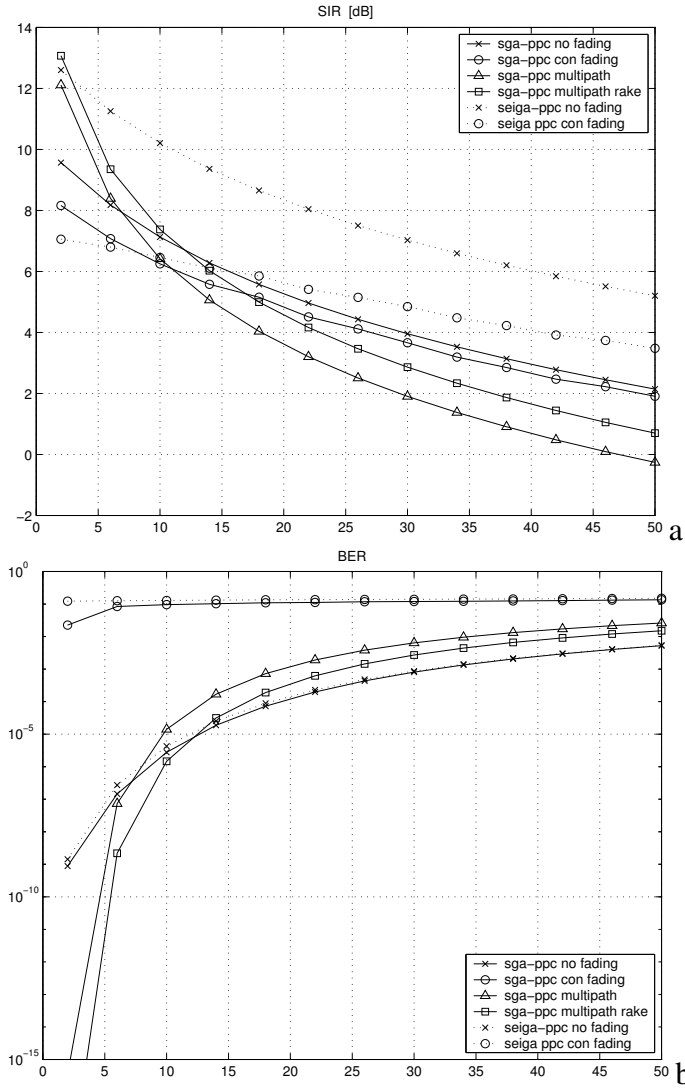 SIR [dB]
14
12
10
8
6
4
2
0
−2
0 5 10 15 20 25 30 35 40 45 50
sga−ppc no fading
sga−ppc con fading
sga−ppc multipath
sga−ppc multipath rake
seiga−ppc no fading
seiga ppc con fading
a
BER
10^0
10^−5
10^−10
10^−15
0 5 10 15 20 25 30 35 40 45 50
sga−ppc no fading
sga−ppc con fading
sga−ppc multipath
sga−ppc multipath rake
seiga−ppc no fading
seiga ppc con fading
b